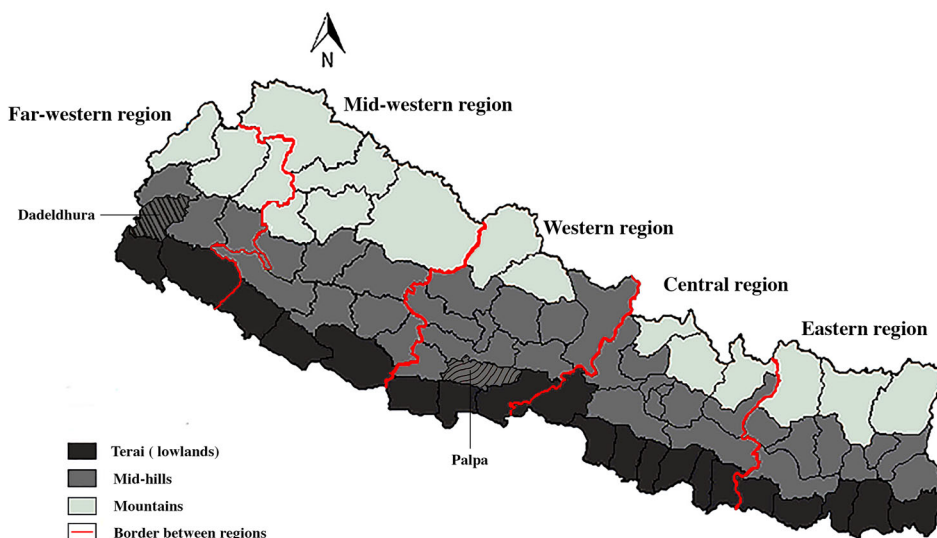 N
Mid-western region
Far-western region
Dadeldhura
Western region
Central region
Eastern region
Palpa
Terai ( lowlands)
Mid-hills
Mountains
Border between regions